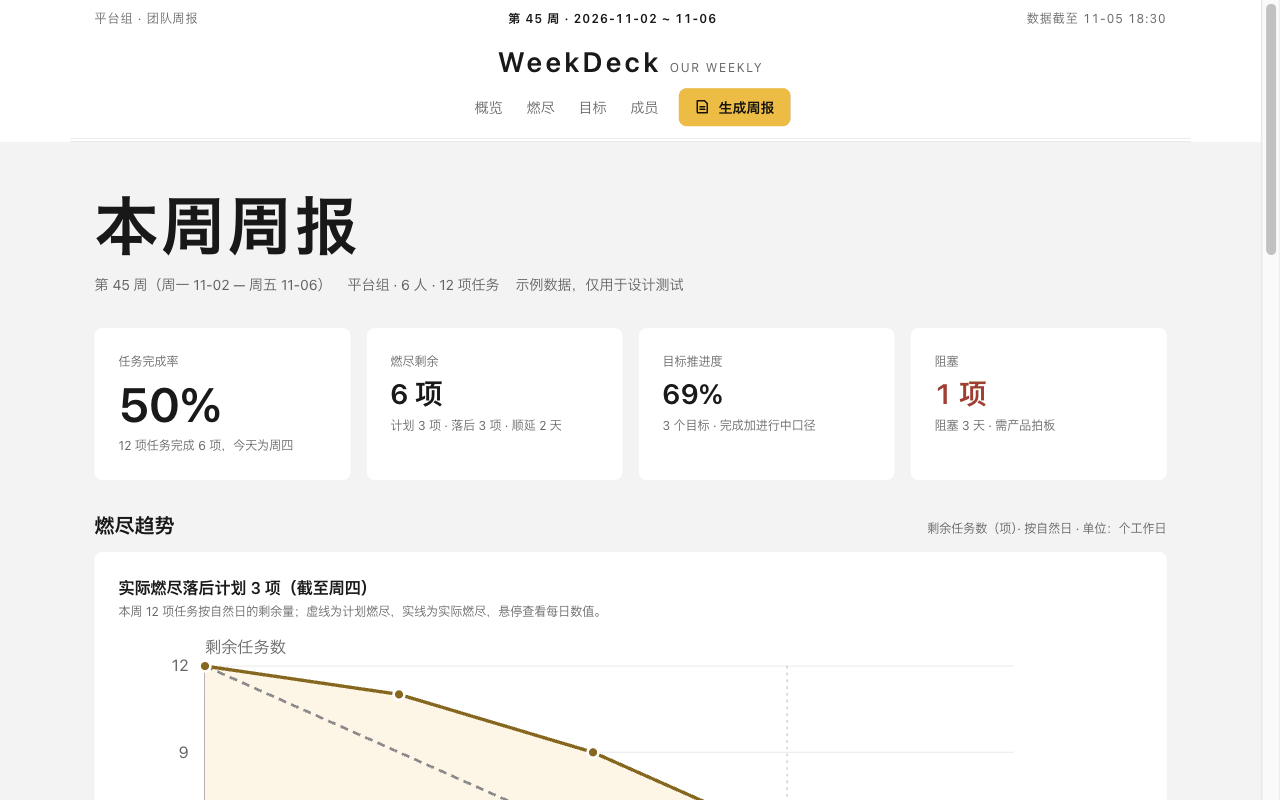 平台组 · 团队周报
第 45 周 · 2026-11-02 ~ 11-06
数据截至 11-05 18:30
WeekDeck OUR WEEKLY
概览 燃尽 目标 成员 生成周报
本周周报
第 45 周（周一 11-02 — 周五 11-06） 平台组 · 6 人 · 12 项任务 示例数据，仅用于设计测试
任务完成率
50%
12 项任务完成 6 项，今天为周四
燃尽剩余
6 项
计划 3 项 · 落后 3 项 · 顺延 2 天
目标推进度
69%
3 个目标 · 完成加进行中口径
阻塞
1 项
阻塞 3 天 · 需产品拍板
燃尽趋势
剩余任务数（项）· 按自然日 · 单位：个工作日
实际燃尽落后计划 3 项（截至周四）
本周 12 项任务按自然日的剩余量；虚线为计划燃尽，实线为实际燃尽，悬停查看每日数值。
剩余任务数
12
9